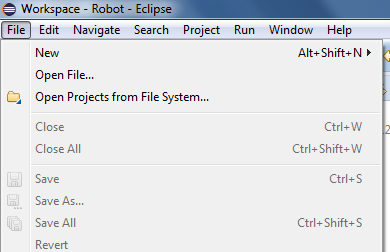 Workspace - Robot - Eclipse
File Edit Navigate Search Project Run Window Help
New Alt+Shift+N
Open File...
Open Projects from File System...
Close Ctrl+W
Close All Ctrl+Shift+W
Save Ctrl+S
Save As...
Save All Ctrl+Shift+S
Revert